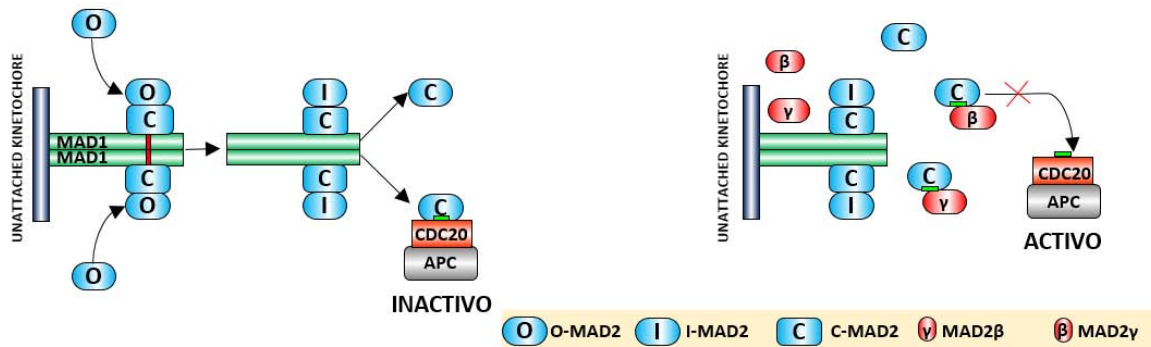 UNATTACHED KINETOCHORE
O
O
C
MAD1
MAD1
C
O
O
I
C
C
I
C
C
CDC20
APC
INACTIVO
UNATTACHED KINETOCHORE
β
γ
I
C
C
I
C
C
β
C
γ
CDC20
APC
ACTIVO
O O-MAD2 I I-MAD2 C C-MAD2 γ MAD2β β MAD2γ